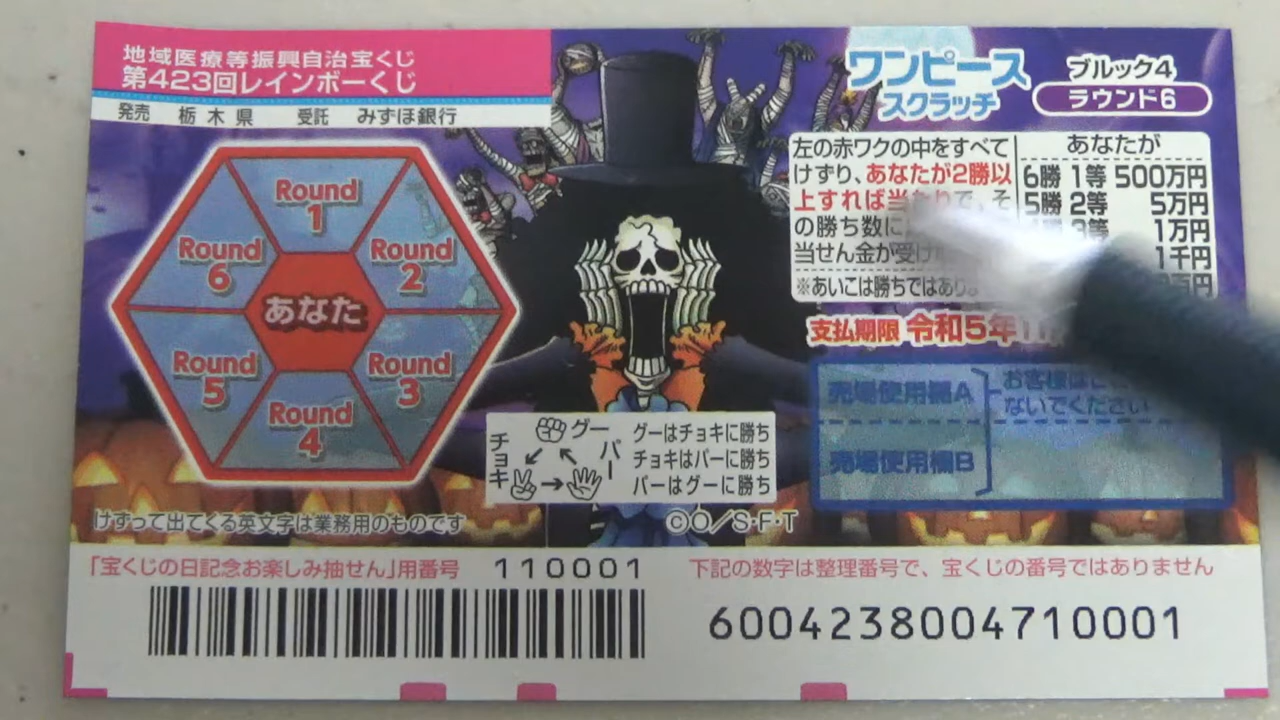 地域医療等振興自治宝くじ
第423回レインボーくじ
発売 栃木県 受託 みずほ銀行
ワンピース
スクラッチ
ブルック4
ラウンド6
Round
1
Round
2
Round
3
Round
4
Round
5
Round
6
あなた
左の赤ワクの中をすべて
けずり、あなたが2勝以
上すれば当たりで、そ
の勝ち数に
当せん金が受け
※あいこは勝ちではあり
あなたが
6勝 1等 500万円
5勝 2等 5万円
3等 1万円
1千円
円
支払期限 令和5年11
売場使用欄A
売場使用欄B
お客様は
ないでください
グー
チョキ
パー
グーはチョキに勝ち
チョキはパーに勝ち
パーはグーに勝ち
けずって出てくる英文字は業務用のものです
©O/S・F・T
「宝くじの日記念お楽しみ抽せん」用番号 110001
下記の数字は整理番号で、宝くじの番号ではありません
60042380047 10001